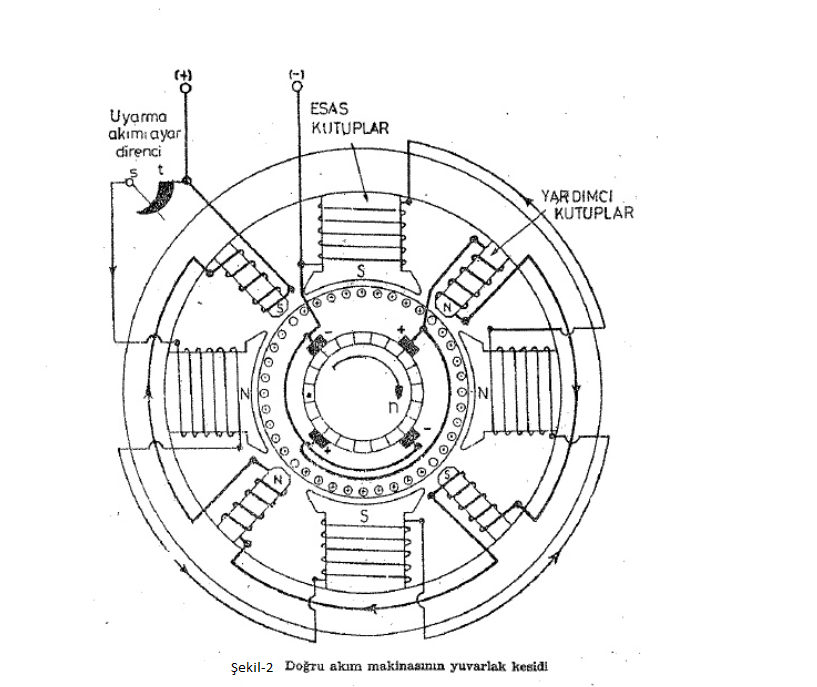 (+)
(-)
Uyarma
akımı ayar
direnci
s
t
ESAS
KUTUPLAR
YARDIMCI
KUTUPLAR
S
S
N
-
+
N
N
n
+
-
N
S
S
Şekil-2 Doğru akım makinasının yuvarlak kesidi